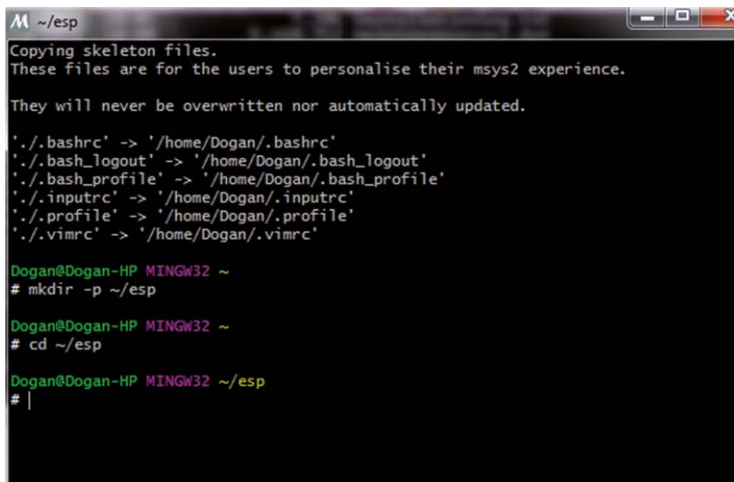 M ~/esp
Copying skeleton files.
These files are for the users to personalise their msys2 experience.
They will never be overwritten nor automatically updated.
'./.bashrc' -> '/home/Dogan/.bashrc'
'./.bash_logout' -> '/home/Dogan/.bash_logout'
'./.bash_profile' -> '/home/Dogan/.bash_profile'
'./.inputrc' -> '/home/Dogan/.inputrc'
'./.profile' -> '/home/Dogan/.profile'
'./.vimrc' -> '/home/Dogan/.vimrc'
Dogan@Dogan-HP MINGW32 ~
# mkdir -p ~/esp
Dogan@Dogan-HP MINGW32 ~
# cd ~/esp
Dogan@Dogan-HP MINGW32 ~/esp
#